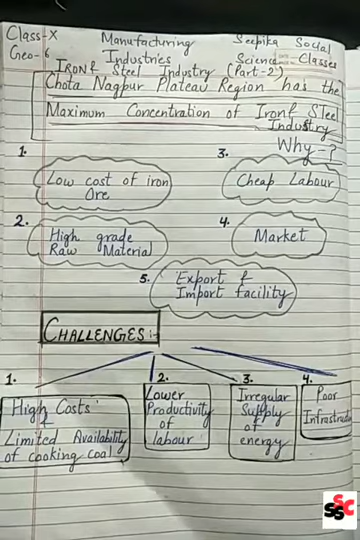 Class-X
Geo-6
Manufacturing
Industries
Deepika Social
Science Classes
IRON & Steel Industry (Part-2)
Chota Nagpur Plateau Region has the
Maximum Concentration of Iron & Steel
Industry
Why-?
1.
Low cost of iron
Ore
3.
Cheap Labour
2.
High grade
Raw Material
4.
Market
5.
Export &
Import facility
CHALLENGES:-
1.
High Costs
&
Limited Availability
of cooking coal
2.
Lower
Productivity
of
labour
3.
Irregular
Supply
of
energy
4.
Poor
SSC